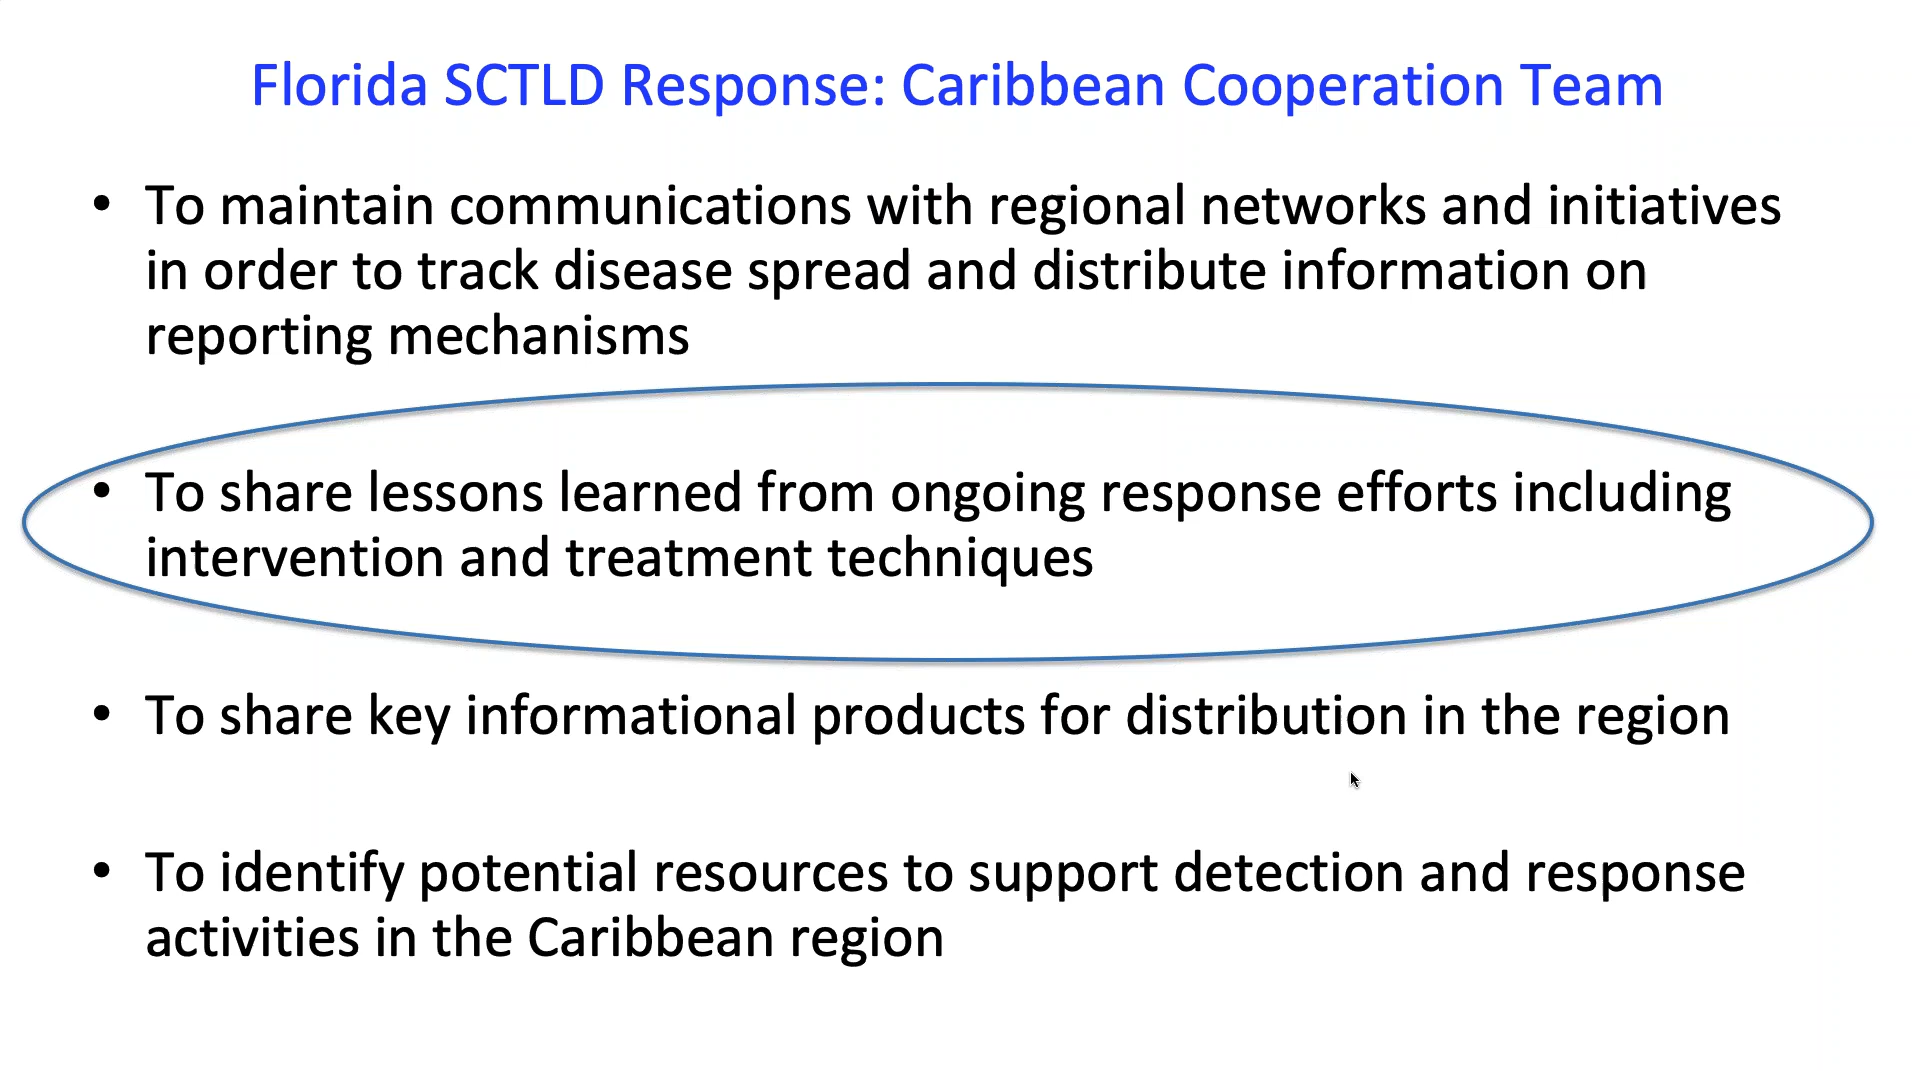 Florida SCTLD Response: Caribbean Cooperation Team
• To maintain communications with regional networks and initiatives
in order to track disease spread and distribute information on
reporting mechanisms
• To share lessons learned from ongoing response efforts including
intervention and treatment techniques
• To share key informational products for distribution in the region
• To identify potential resources to support detection and response
activities in the Caribbean region